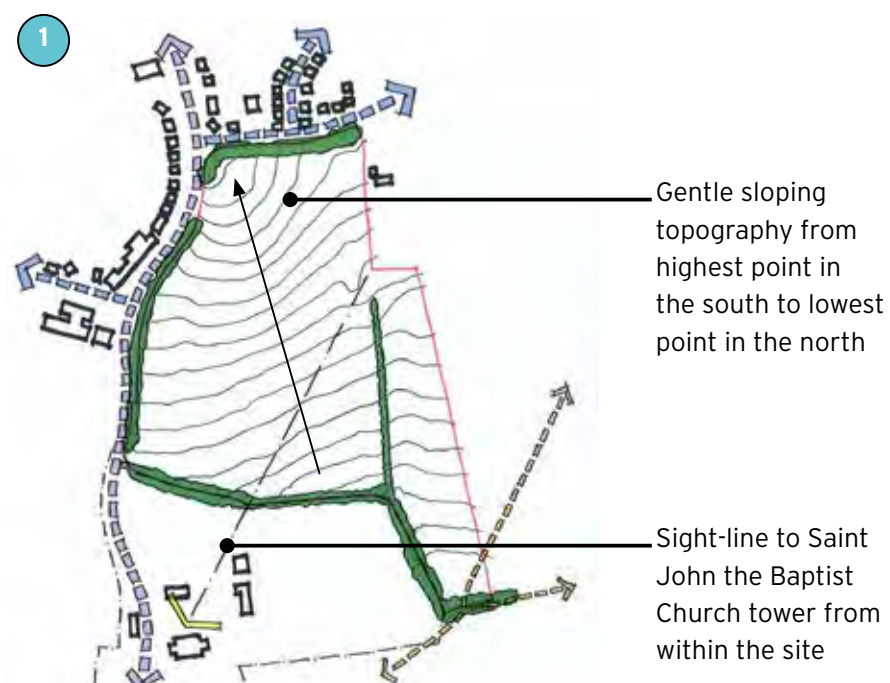 1
Gentle sloping
topography from
highest point in
the south to lowest
point in the north
Sight-line to Saint
John the Baptist
Church tower from
within the site